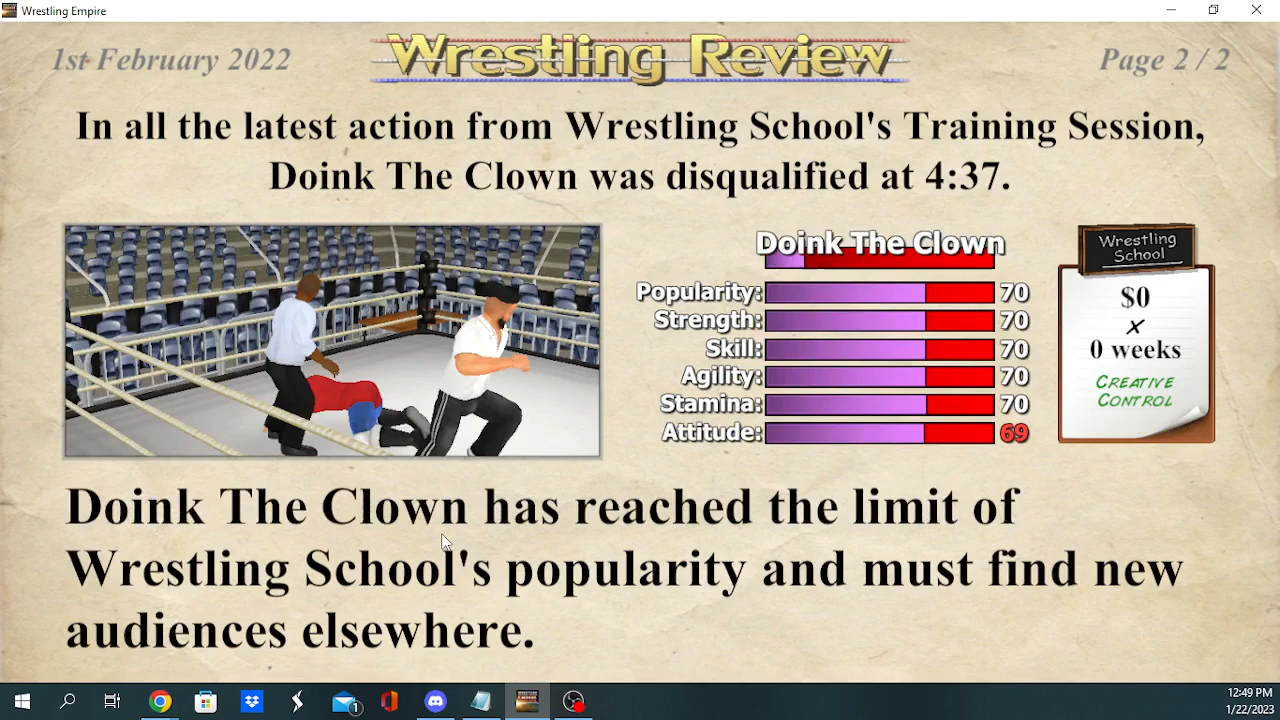 Wrestling Empire
1st February 2022
Wrestling Review
Page 2 / 2
In all the latest action from Wrestling School's Training Session,
Doink The Clown was disqualified at 4:37.
Doink The Clown
Popularity: 70
Strength: 70
Skill: 70
Agility: 70
Stamina: 70
Attitude: 69
Wrestling
School
$0
x
0 weeks
CREATIVE
CONTROL
Doink The Clown has reached the limit of
Wrestling School's popularity and must find new
audiences elsewhere.
1
12:49 PM
1/22/2023